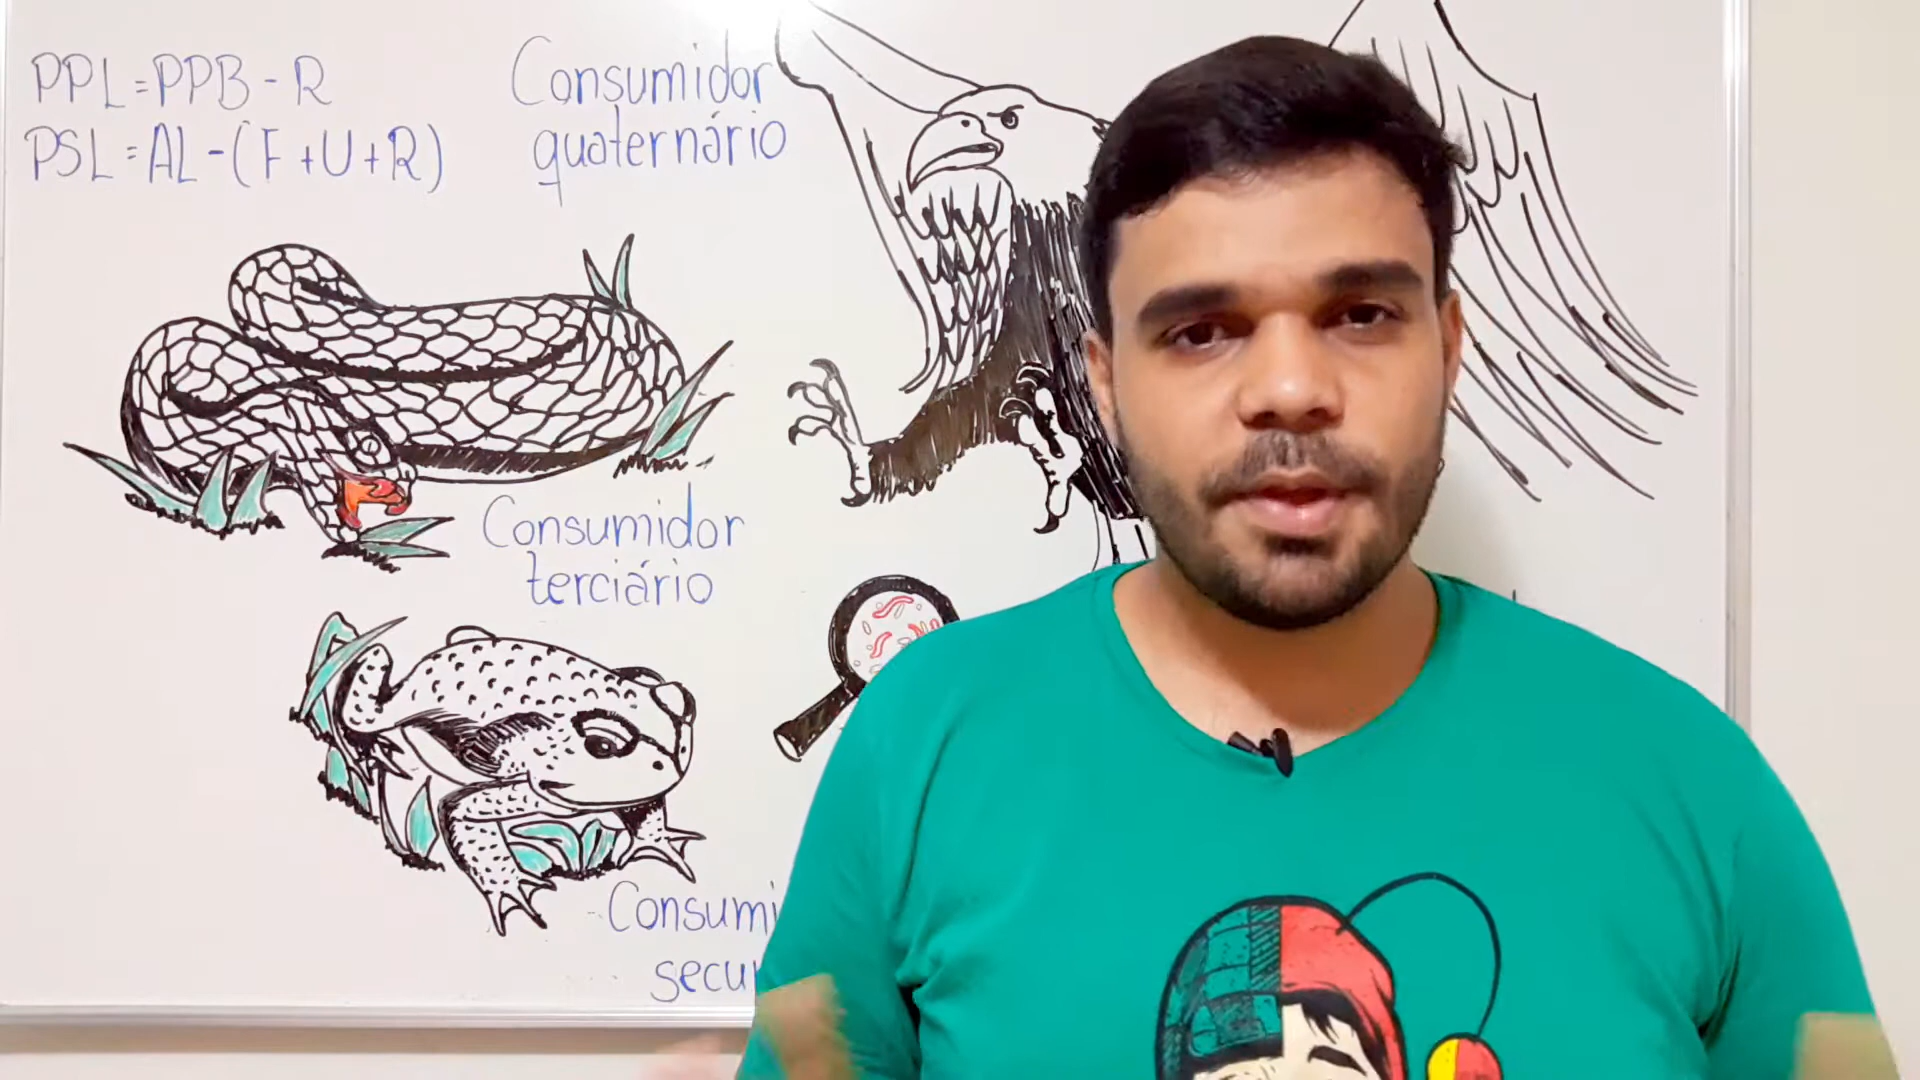 PPL = PPB - R
PSL = AL - (F + U + R)
Consumidor
quaternário
Consumidor
terciário